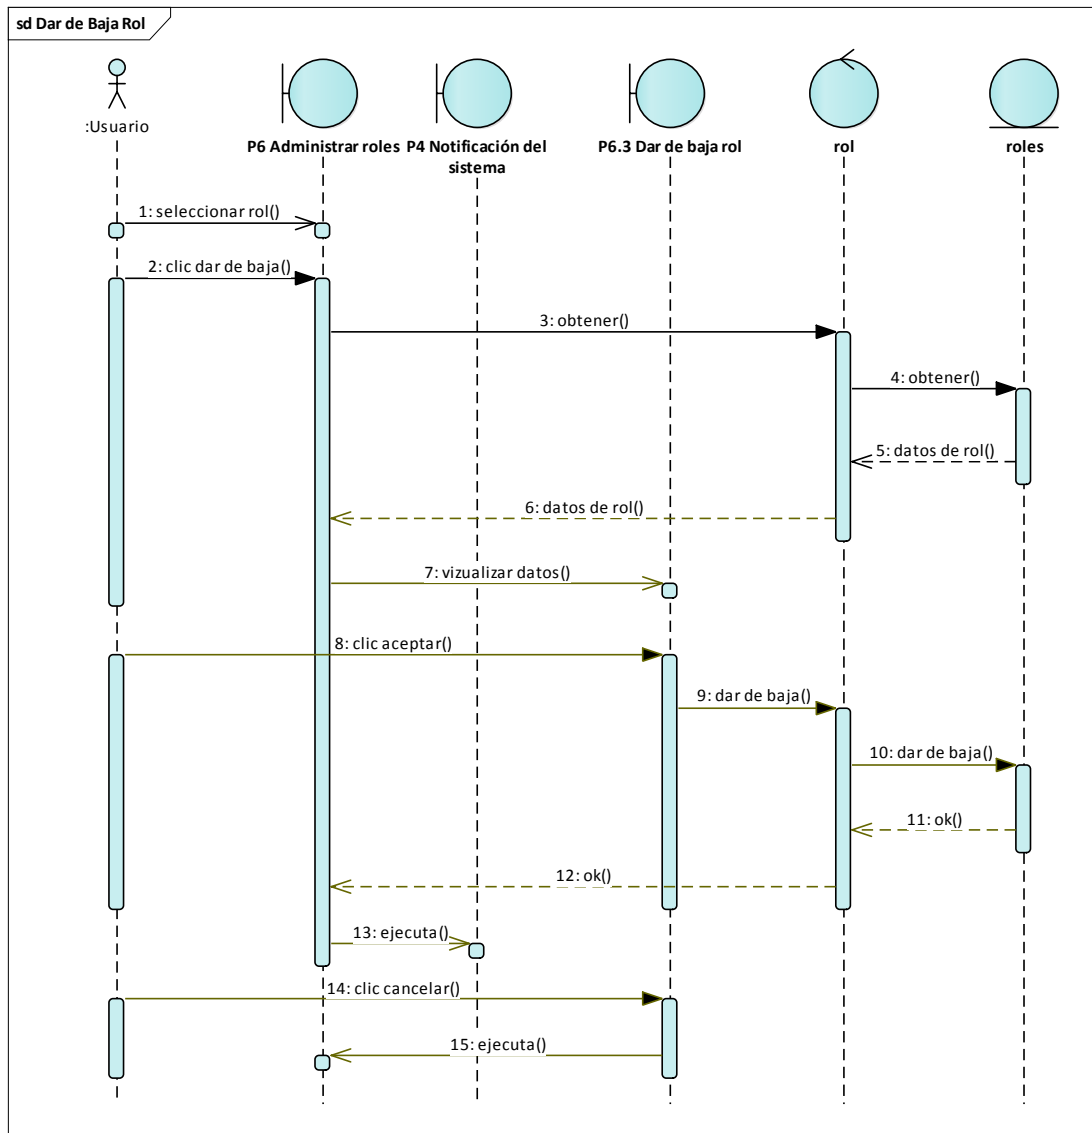 sd Dar de Baja Rol
:Usuario
P6 Administrar roles
P4 Notificación del
sistema
P6.3 Dar de baja rol
rol
roles
1: seleccionar rol()
2: clic dar de baja()
3: obtener()
4: obtener()
5: datos de rol()
6: datos de rol()
7: vizualizar datos()
8: clic aceptar()
9: dar de baja()
10: dar de baja()
11: ok()
12: ok()
13: ejecuta()
14: clic cancelar()
15: ejecuta()